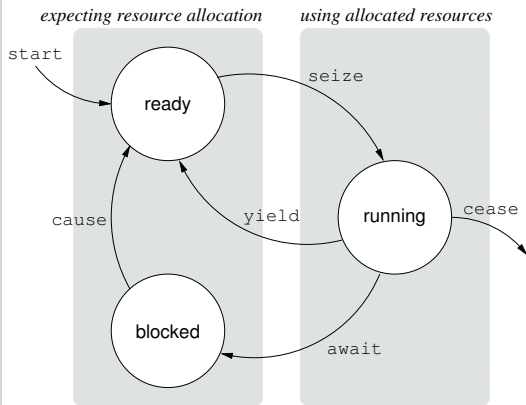 expecting resource allocation
using allocated resources
start
ready
seize
running
cease
yield
cause
blocked
await